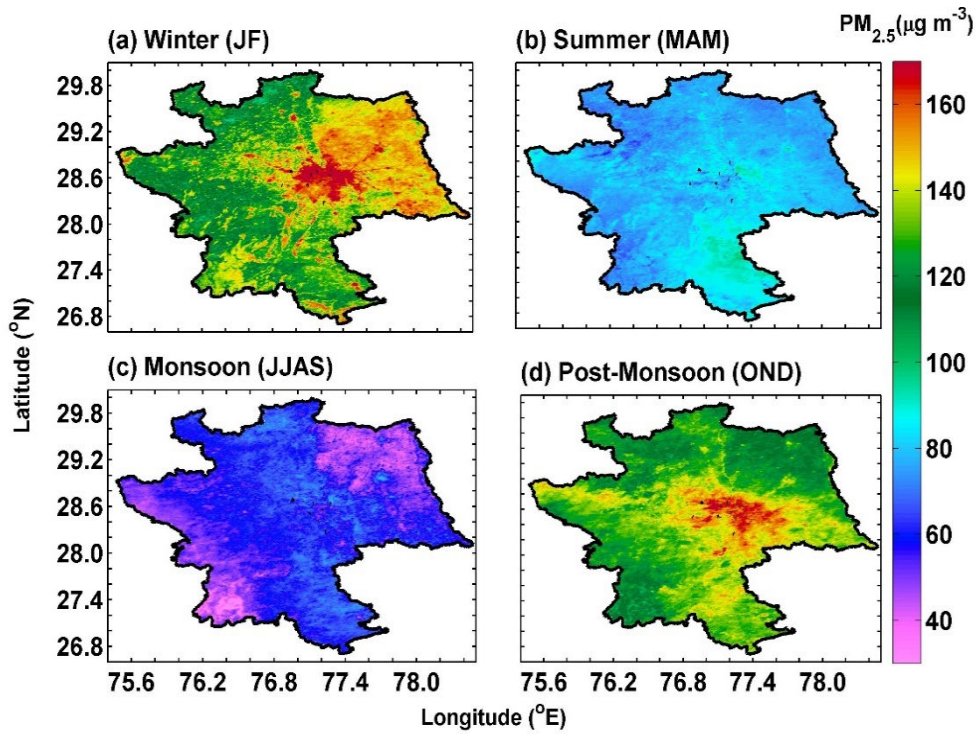 PM2.5(μg m-3)
(a) Winter (JF)
(b) Summer (MAM)
29.8
29.2
28.6
28.0
27.4
26.8
160
140
120
100
80
60
40
Latitude (oN)
(c) Monsoon (JJAS)
(d) Post-Monsoon (OND)
29.8
29.2
28.6
28.0
27.4
26.8
75.6 76.2 76.8 77.4 78.0
75.6 76.2 76.8 77.4 78.0
Longitude (oE)